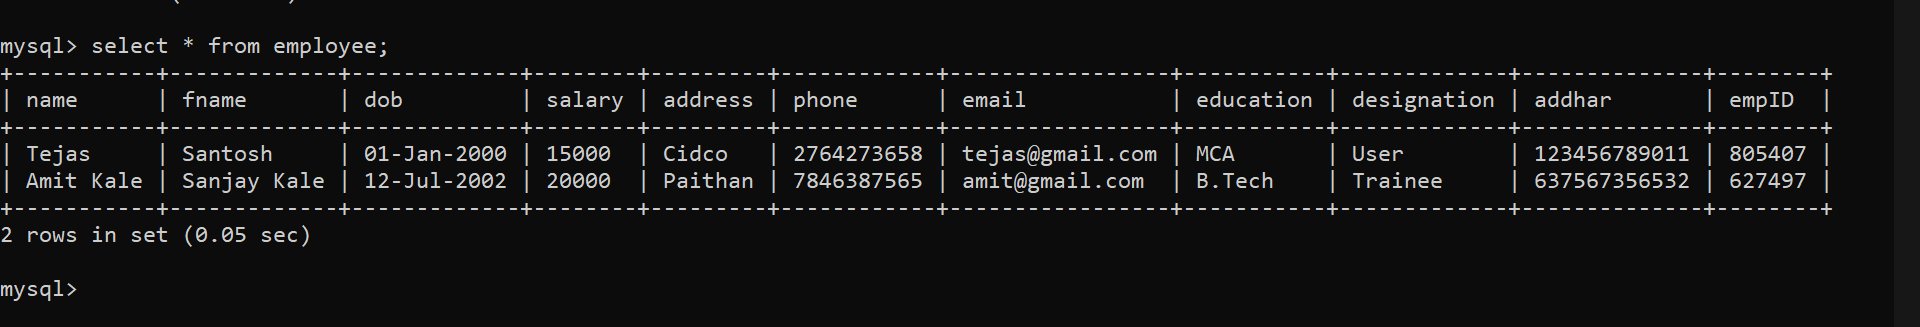 mysql> select * from employee;
+-----------+-------------+-------------+--------+---------+------------+-----------------+-----------+-------------+--------------+--------+
| name      | fname       | dob         | salary | address | phone      | email           | education | designation | addhar       | empID  |
+-----------+-------------+-------------+--------+---------+------------+-----------------+-----------+-------------+--------------+--------+
| Tejas     | Santosh     | 01-Jan-2000 | 15000  | Cidco   | 2764273658 | tejas@gmail.com | MCA       | User        | 123456789011 | 805407 |
| Amit Kale | Sanjay Kale | 12-Jul-2002 | 20000  | Paithan | 7846387565 | amit@gmail.com  | B.Tech    | Trainee     | 637567356532 | 627497 |
+-----------+-------------+-------------+--------+---------+------------+-----------------+-----------+-------------+--------------+--------+
2 rows in set (0.05 sec)
mysql>